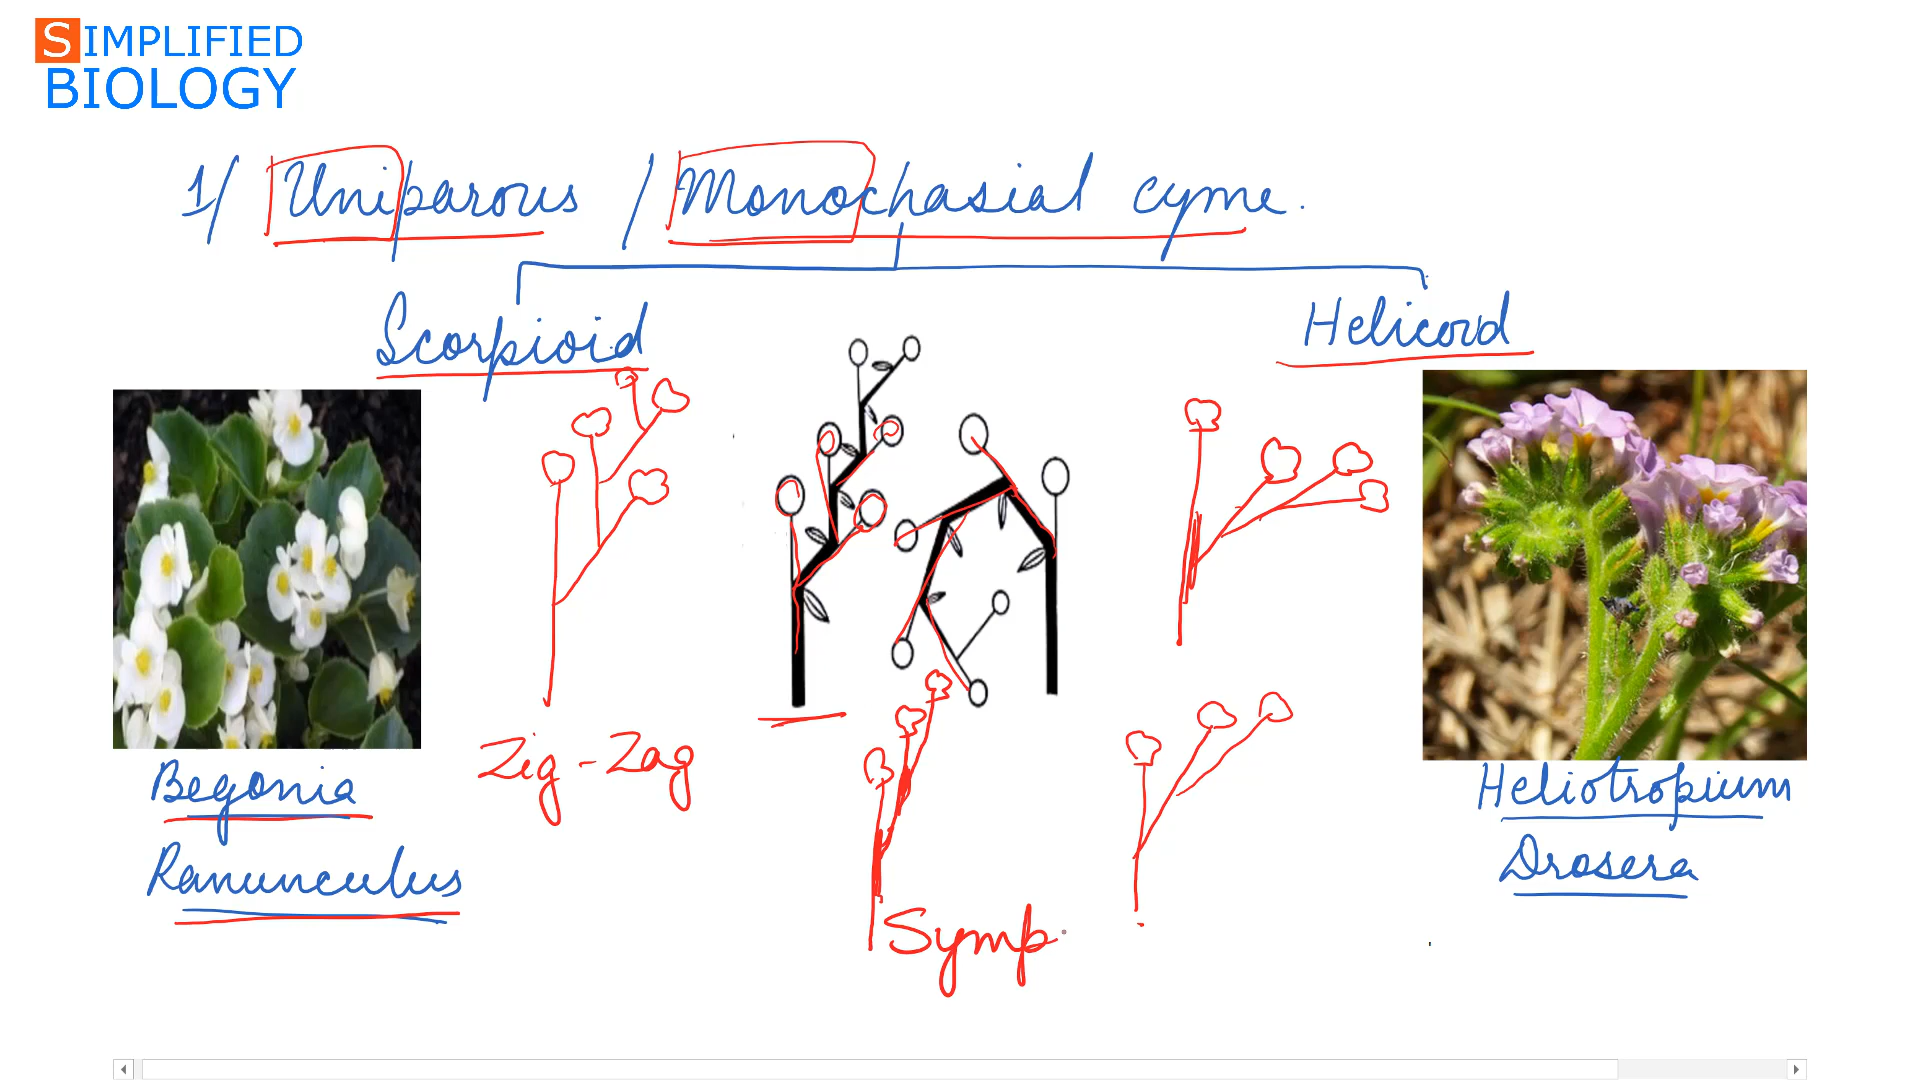 SIMPLIFIED
BIOLOGY
1/ Uniparous / Monochasial cyme.
Scorpioid
Helicoid
Zig-Zag
Begonia
Ranunculus
Heliotropium
Drosera
Symp